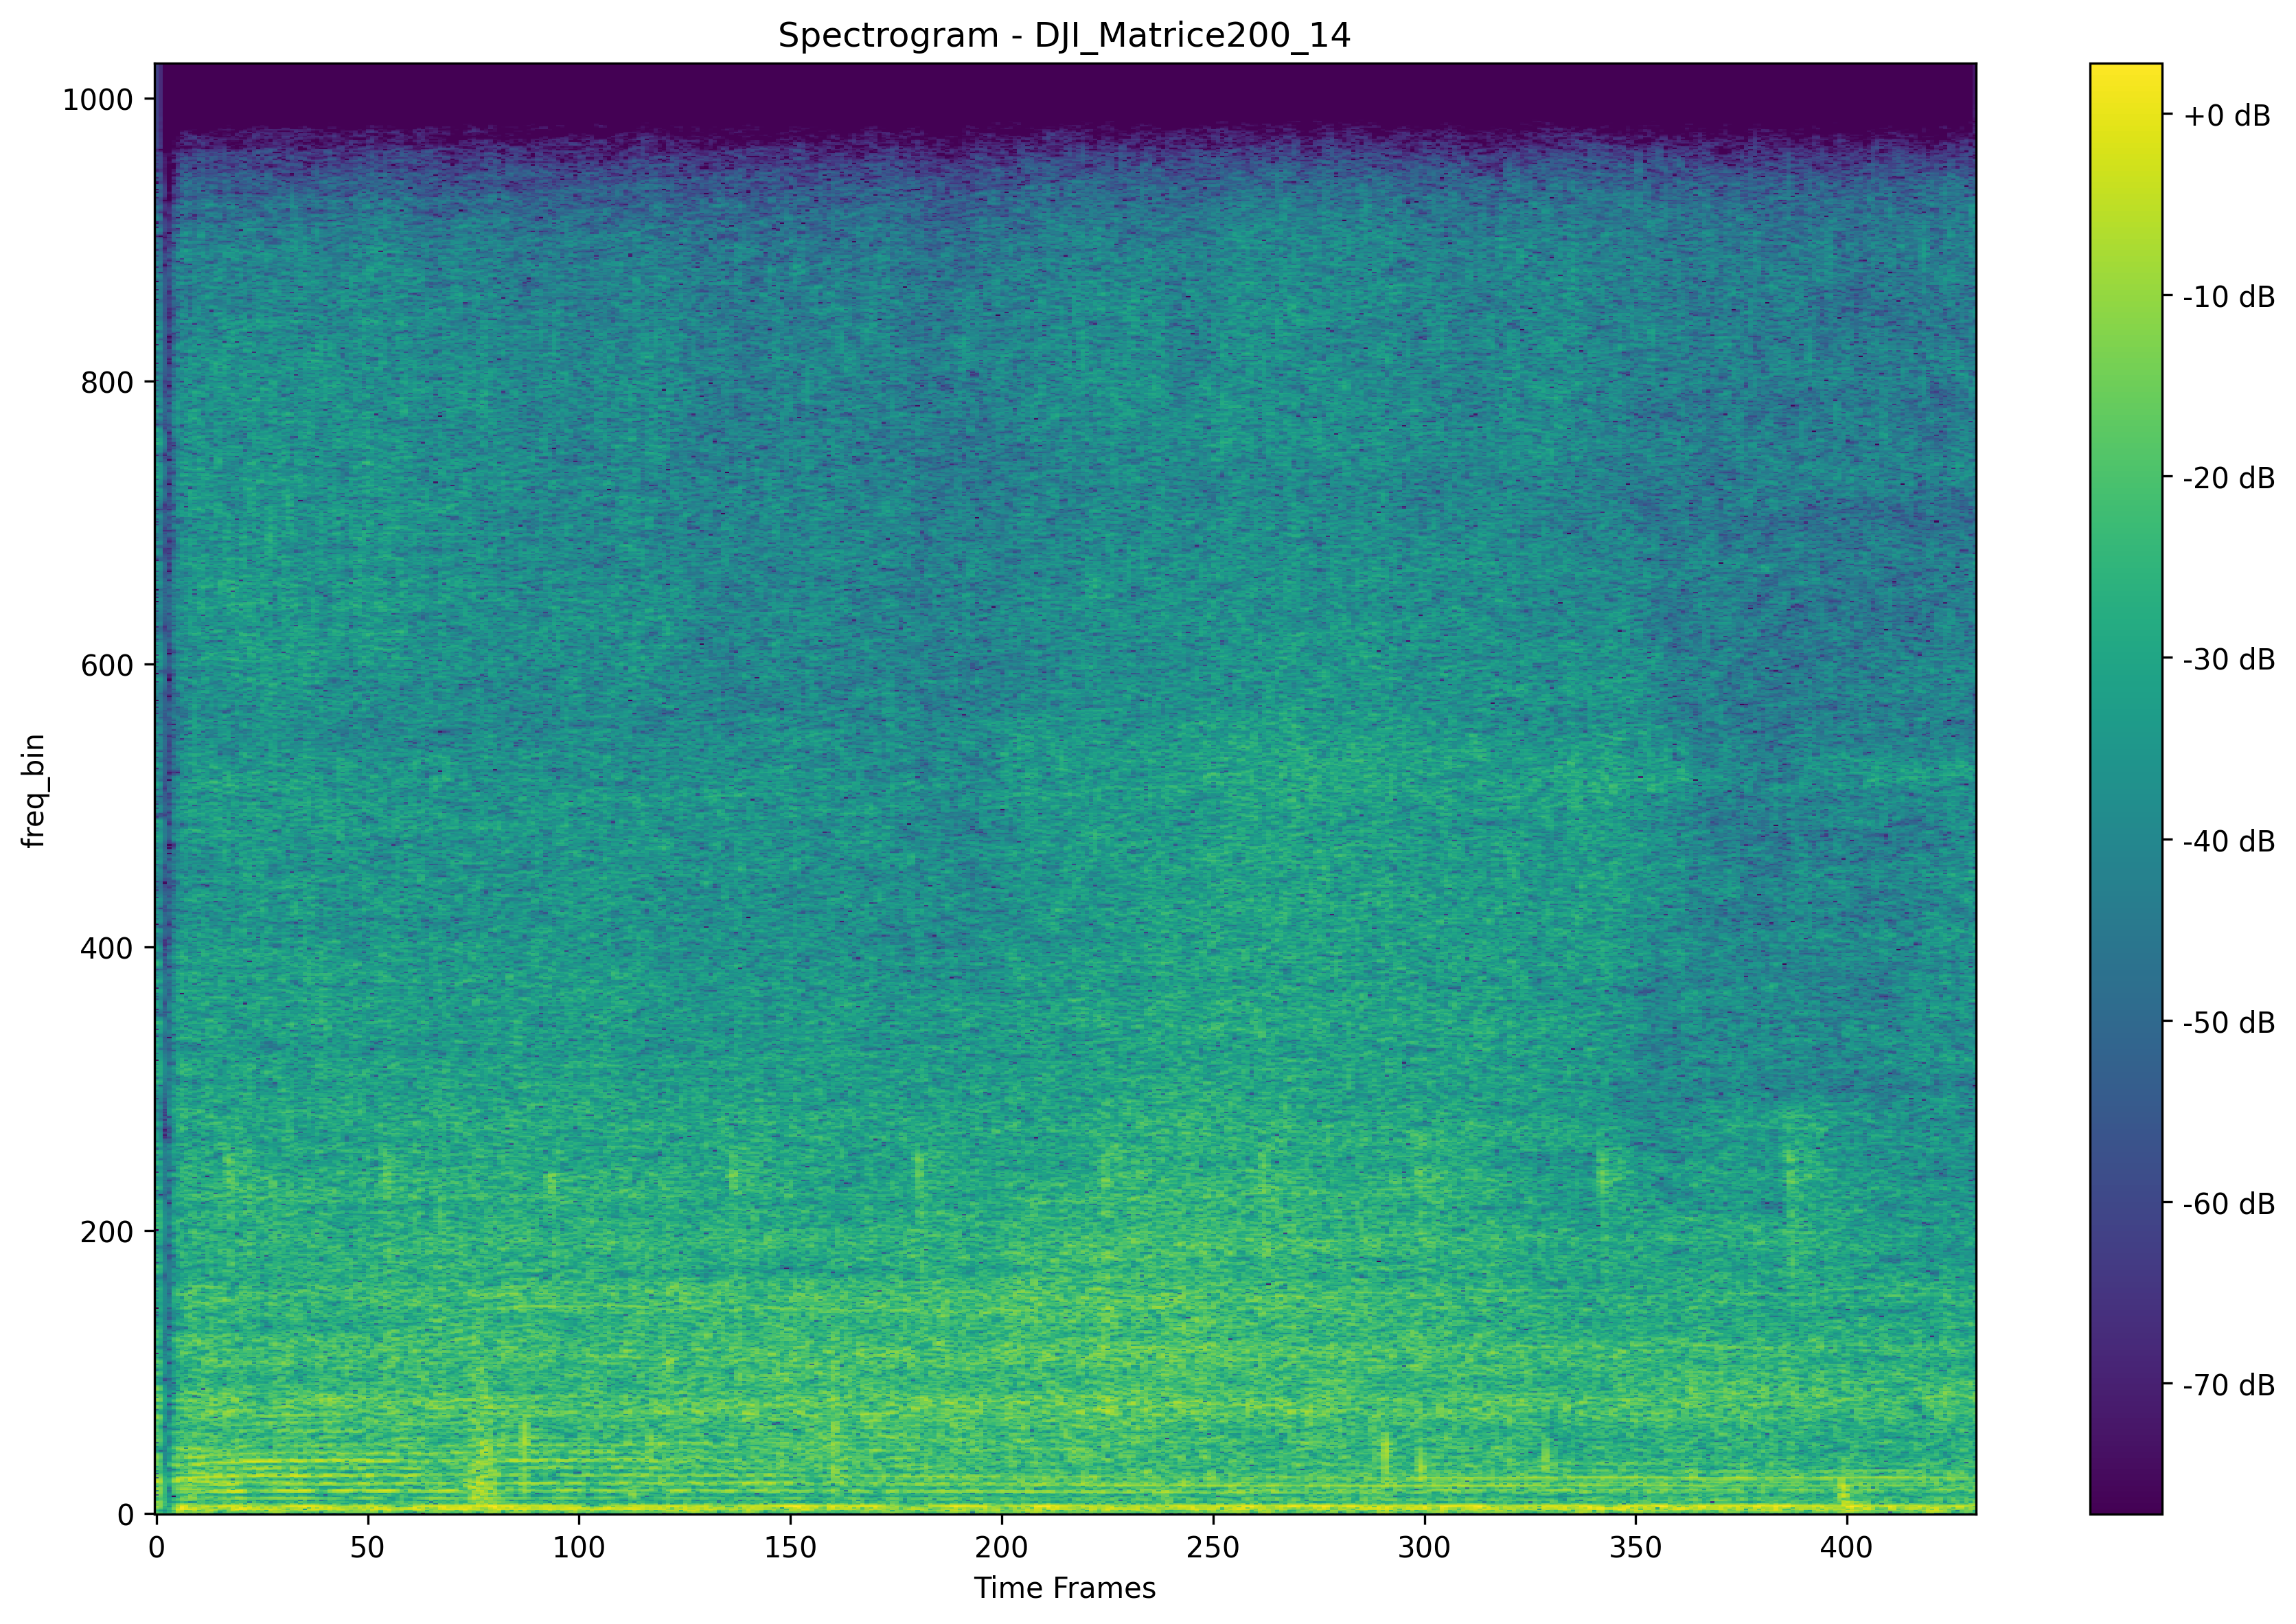 Spectrogram - DJI_Matrice200_14
1000
800
600
400
200
0
freq_bin
0 50 100 150 200 250 300 350 400
Time Frames
+0 dB
-10 dB
-20 dB
-30 dB
-40 dB
-50 dB
-60 dB
-70 dB